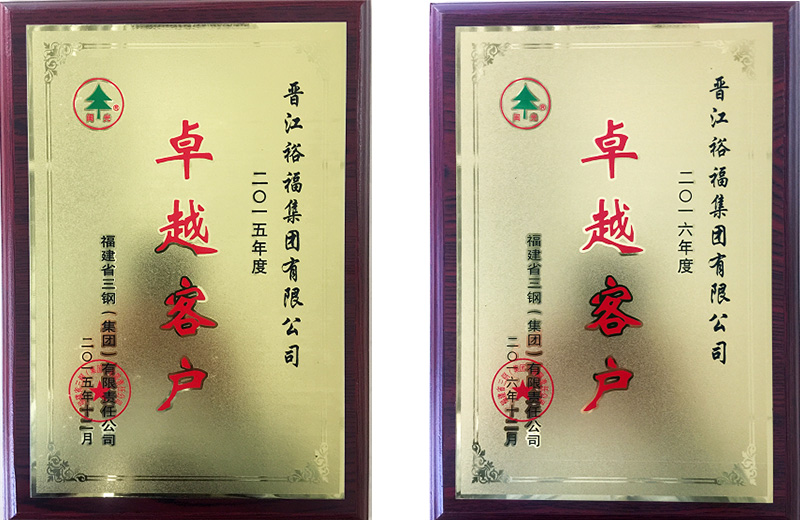 晋江裕福集团有限公司
二〇一五年度
卓越客户
福建省三钢（集团）有限责任公司
二〇一五年十二月
晋江裕福集团有限公司
二〇一六年度
卓越客户
福建省三钢（集团）有限责任公司
二〇一六年十二月